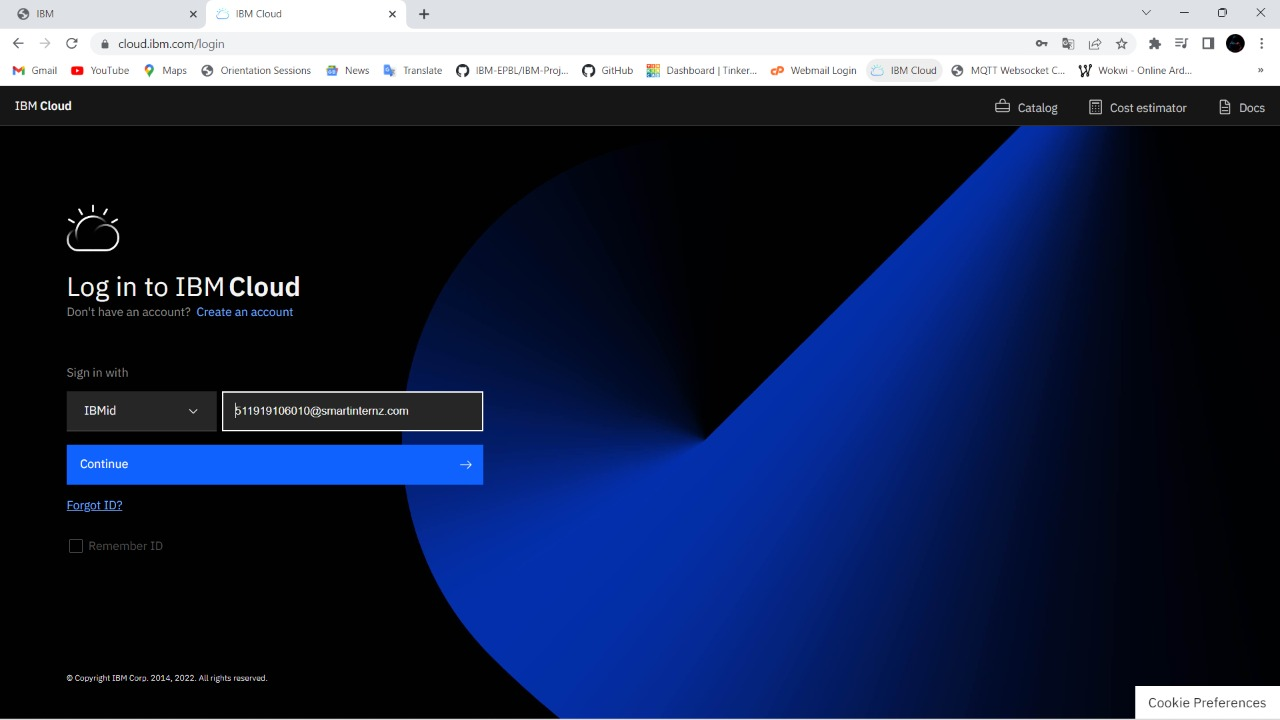 IBM
IBM Cloud
cloud.ibm.com/login
Gmail
YouTube
Maps
Orientation Sessions
News
Translate
IBM-EPBL/IBM-Proj...
GitHub
Dashboard | Tinker...
Webmail Login
IBM Cloud
MQTT Websocket C...
Wokwi - Online Ard...
»
IBM Cloud
Catalog
Cost estimator
Docs
Log in to IBM Cloud
Don't have an account? Create an account
Sign in with
IBMid
511919106010@smartinternz.com
Continue
Forgot ID?
Remember ID
© Copyright IBM Corp. 2014, 2022. All rights reserved.
Cookie Preferences